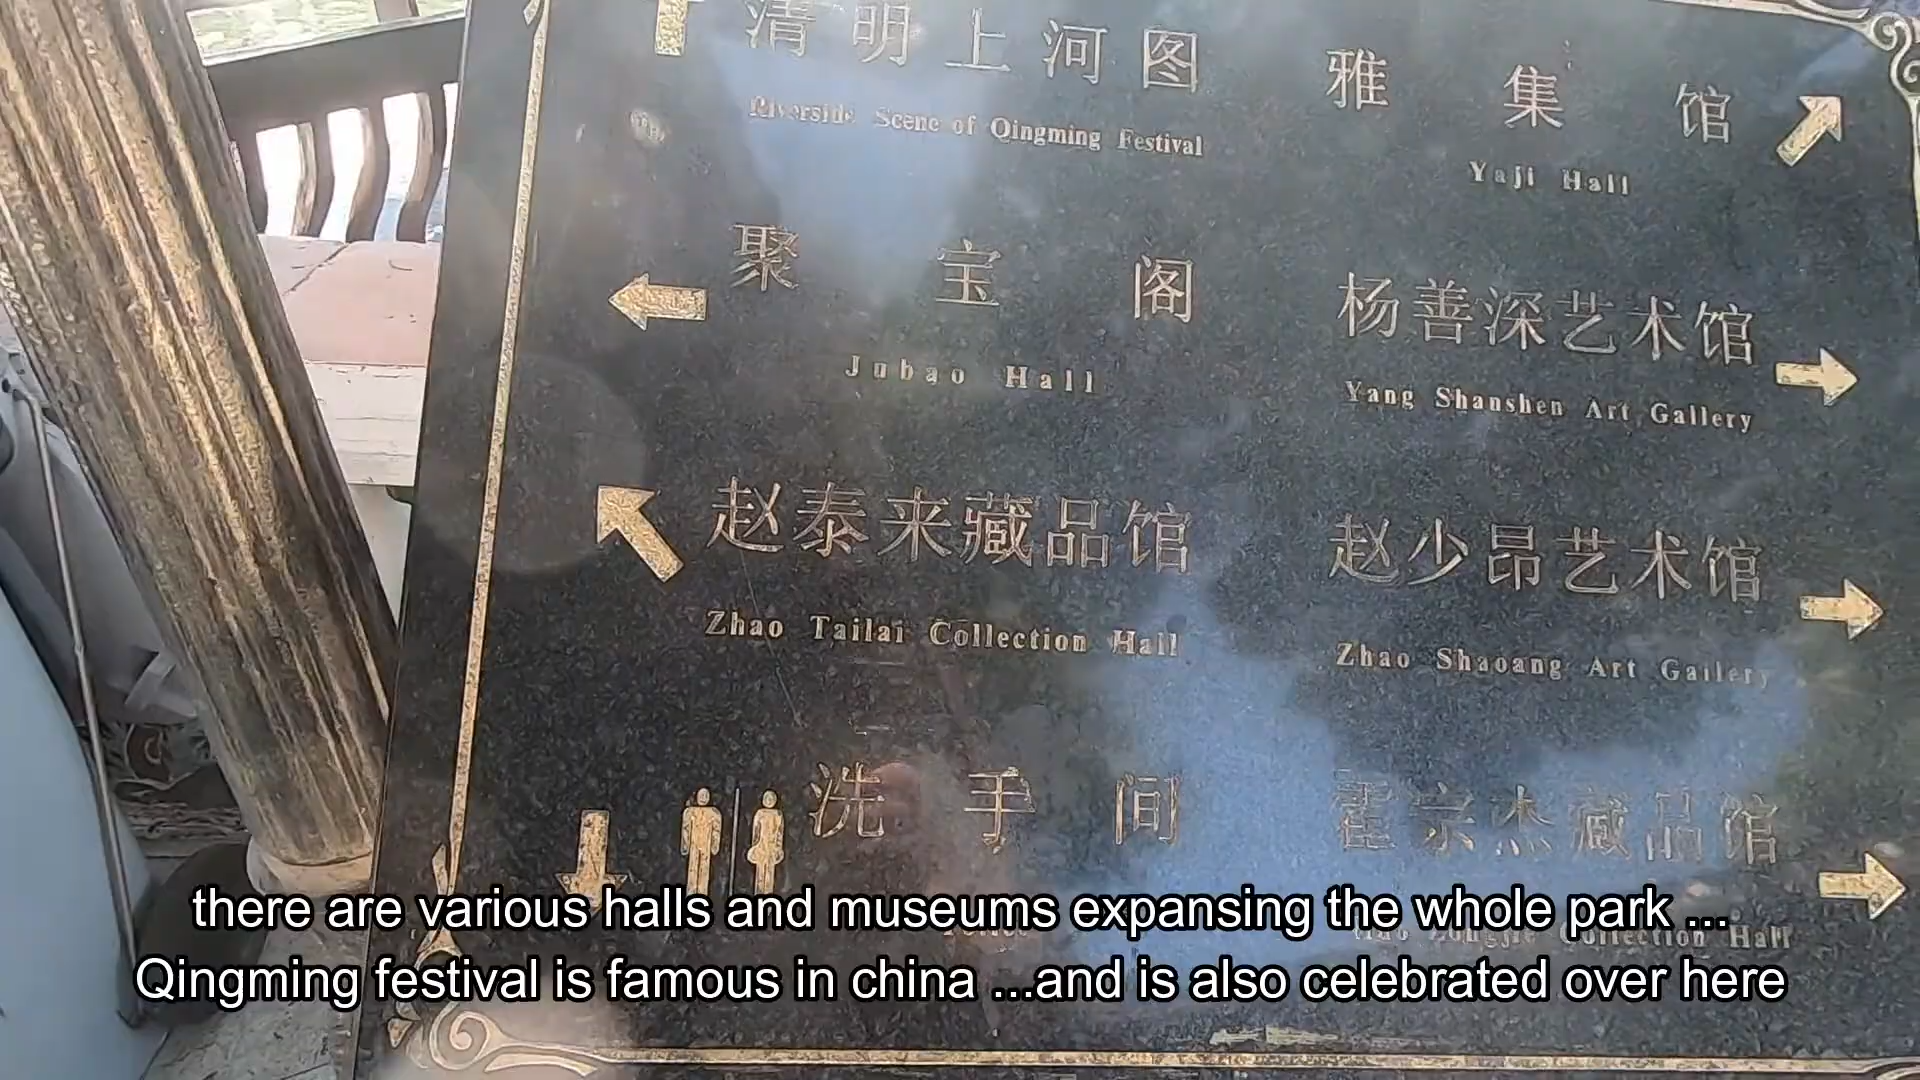 清明上河图
Riverside Scene of Qingming Festival
雅集馆
Yaji Hall
聚宝阁
Jubao Hall
杨善深艺术馆
Yang Shanshen Art Gallery
赵泰来藏品馆
Zhao Tailai Collection Hall
赵少昂艺术馆
Zhao Shaoang Art Gallery
洗手间
霍宗杰藏品馆
Collection Hall
there are various halls and museums expansing the whole park ...
Qingming festival is famous in china ...and is also celebrated over here